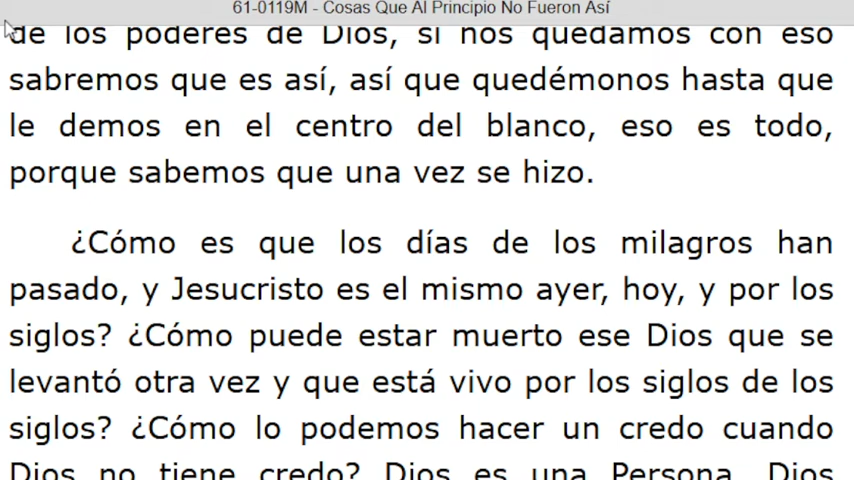 61-0119M - Cosas Que Al Principio No Fueron Así
de los poderes de Dios, si nos quedamos con eso
sabremos que es así, así que quedémonos hasta que
le demos en el centro del blanco, eso es todo,
porque sabemos que una vez se hizo.
¿Cómo es que los días de los milagros han
pasado, y Jesucristo es el mismo ayer, hoy, y por los
siglos? ¿Cómo puede estar muerto ese Dios que se
levantó otra vez y que está vivo por los siglos de los
siglos? ¿Cómo lo podemos hacer un credo cuando
Dios no tiene credo? Dios es una Persona. Dios